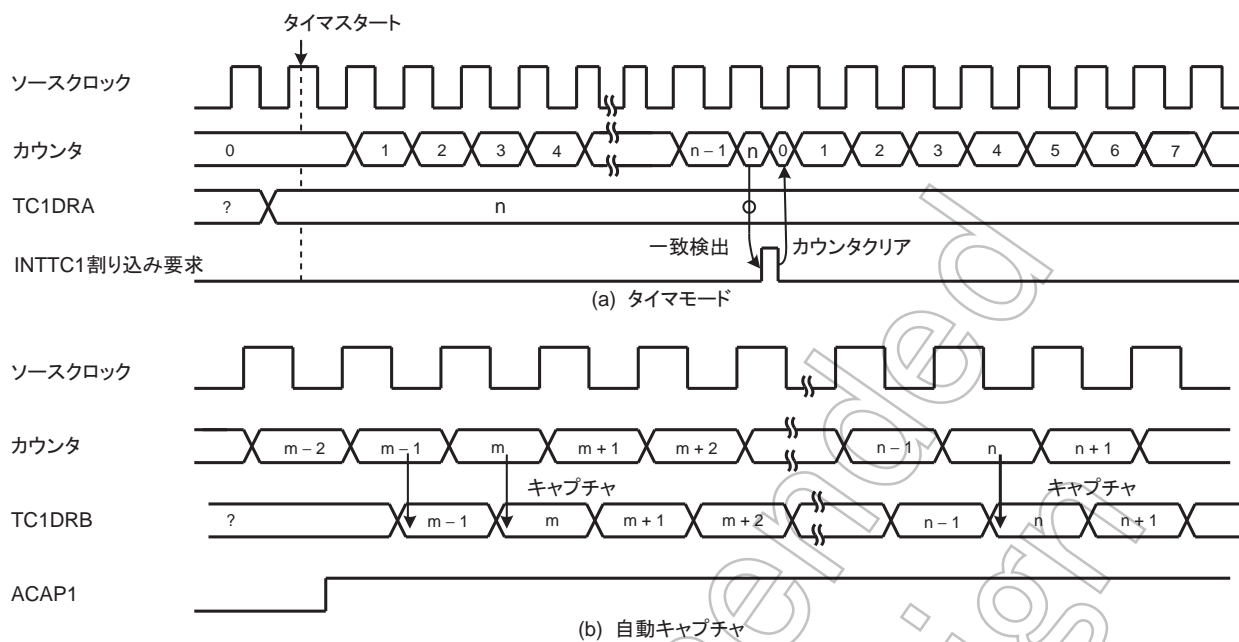 タイマスタート
ソースクロック
カウンタ 0 1 2 3 4 n – 1 n 0 1 2 3 4 5 6 7
TC1DRA ? n
一致検出 カウンタクリア
INTTC1割り込み要求
(a) タイマモード
ソースクロック
カウンタ m – 2 m – 1 m m + 1 m + 2 n – 1 n n + 1
キャプチャ キャプチャ
TC1DRB ? m – 1 m m + 1 m + 2 n – 1 n n + 1
ACAP1
(b) 自動キャプチャ